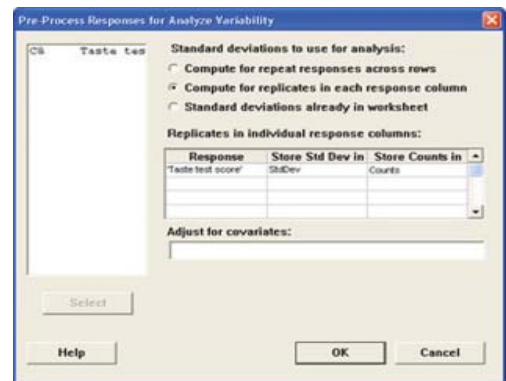 Pre-Process Responses for Analyze Variability
C8 Taste tes
Standard deviations to use for analysis:
Compute for repeat responses across rows
Compute for replicates in each response column
Standard deviations already in worksheet
Replicates in individual response columns:
Response Store Std Dev in Store Counts in
'Taste test score' StdDev Counts
Adjust for covariates:
Select
Help OK Cancel